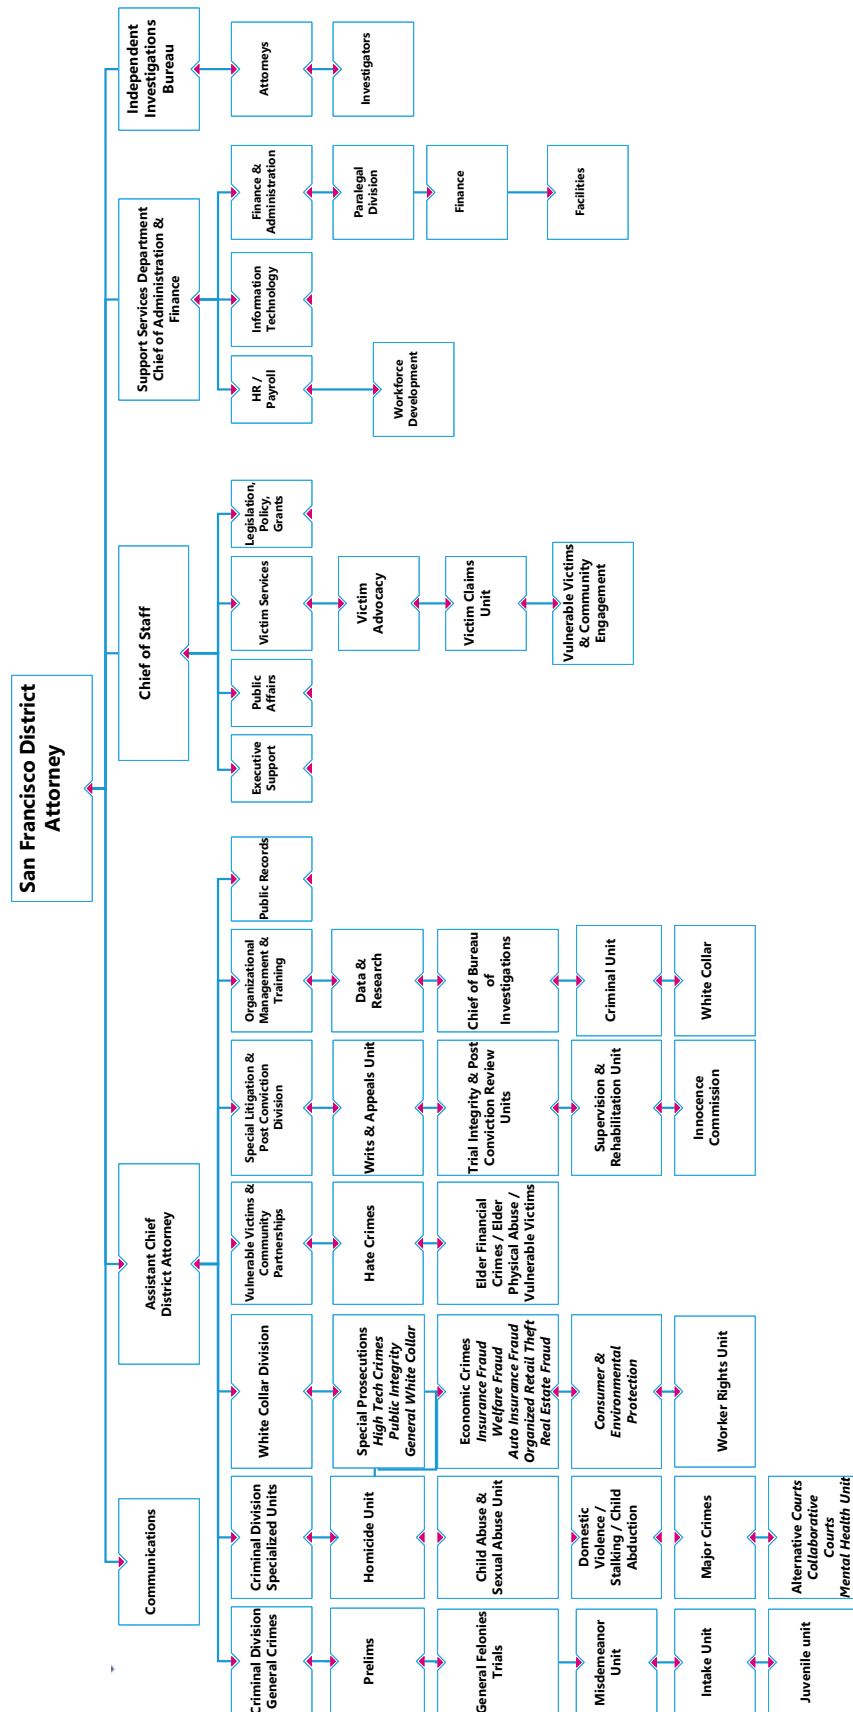 San Francisco District
Attorney
Communications
Assistant Chief
District Attorney
Chief of Staff
Support Services Department
Chief of Administration &
Finance
Independent
Investigations
Bureau
Criminal Division
General Crimes
Prelims
General Felonies
Trials
Misdemeanor
Unit
Intake Unit
Juvenile unit
Criminal Division
Specialized Units
Homicide Unit
Child Abuse &
Sexual Abuse Unit
Domestic
Violence /
Stalking / Child
Abduction
Major Crimes
Alternative Courts
Collaborative
Courts
Mental Health Unit
White Collar Division
Special Prosecutions
High Tech Crimes
Public Integrity
General White Collar
Economic Crimes
Insurance Fraud
Welfare Fraud
Auto Insurance Fraud
Organized Retail Theft
Real Estate Fraud
Consumer &
Environmental
Protection
Worker Rights Unit
Vulnerable Victims &
Community
Partnerships
Hate Crimes
Elder Financial
Crimes / Elder
Physical Abuse /
Vulnerable Victims
Special Litigation &
Post Conviction
Division
Writs & Appeals Unit
Trial Integrity & Post
Conviction Review
Units
Supervision &
Rehabilitation Unit
Innocence
Commission
Organizational
Management &
Training
Data &
Research
Chief of Bureau
of
Investigations
Criminal Unit
White Collar
Public Records
Executive
Support
Public
Affairs
Victim Services
Victim
Advocacy
Victim Claims
Unit
Vulnerable Victims
& Community
Engagement
Legislation,
Policy,
Grants
HR /
Payroll
Workforce
Development
Information
Technology
Finance &
Administration
Paralegal
Division
Finance
Facilities
Attorneys
Investigators